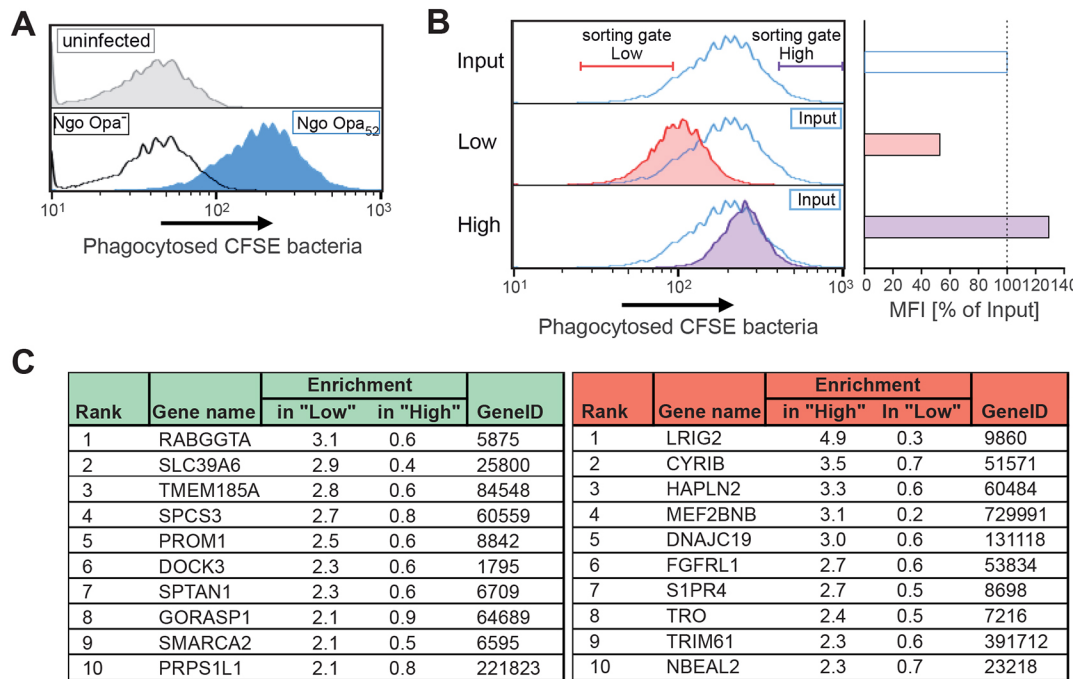 A
uninfected
Ngo Opa⁻
Ngo Opa₅₂
10¹
10²
10³
Phagocytosed CFSE bacteria
B
Input
sorting gate
Low
sorting gate
High
Low
Input
High
Input
10¹
10²
10³
Phagocytosed CFSE bacteria
0 20 40 60 80 100 120 140
MFI [% of Input]
C
Enrichment
Rank Gene name in "Low" in "High" GeneID
1 RABGGTA 3.1 0.6 5875
2 SLC39A6 2.9 0.4 25800
3 TMEM185A 2.8 0.6 84548
4 SPCS3 2.7 0.8 60559
5 PROM1 2.5 0.6 8842
6 DOCK3 2.3 0.6 1795
7 SPTAN1 2.3 0.6 6709
8 GORASP1 2.1 0.9 64689
9 SMARCA2 2.1 0.5 6595
10 PRPS1L1 2.1 0.8 221823
Enrichment
Rank Gene name in "High" In "Low" GeneID
1 LRIG2 4.9 0.3 9860
2 CYRIB 3.5 0.7 51571
3 HAPLN2 3.3 0.6 60484
4 MEF2BNB 3.1 0.2 729991
5 DNAJC19 3.0 0.6 131118
6 FGFRL1 2.7 0.6 53834
7 S1PR4 2.7 0.5 8698
8 TRO 2.4 0.5 7216
9 TRIM61 2.3 0.6 391712
10 NBEAL2 2.3 0.7 23218